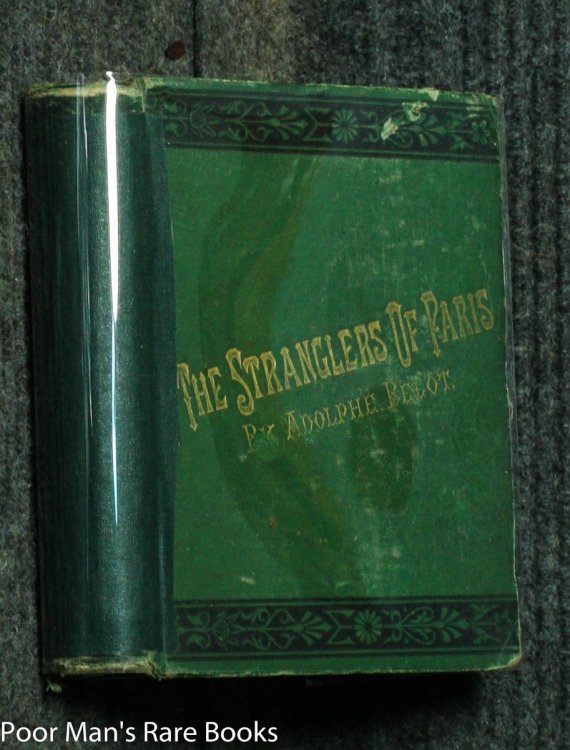 THE STRANGLERS OF PARIS
BY ADOLPHE BELOT.
Poor Man's Rare Books